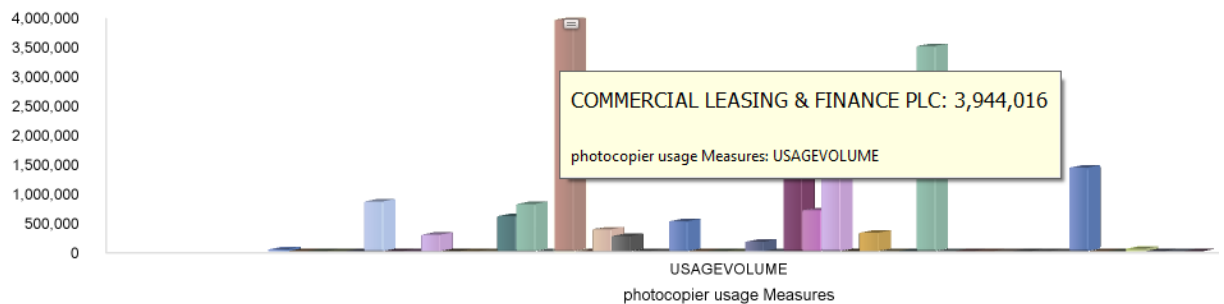 4,000,000
3,500,000
3,000,000
2,500,000
2,000,000
1,500,000
1,000,000
500,000
0
COMMERCIAL LEASING & FINANCE PLC: 3,944,016
photocopier usage Measures: USAGEVOLUME
USAGEVOLUME
photocopier usage Measures